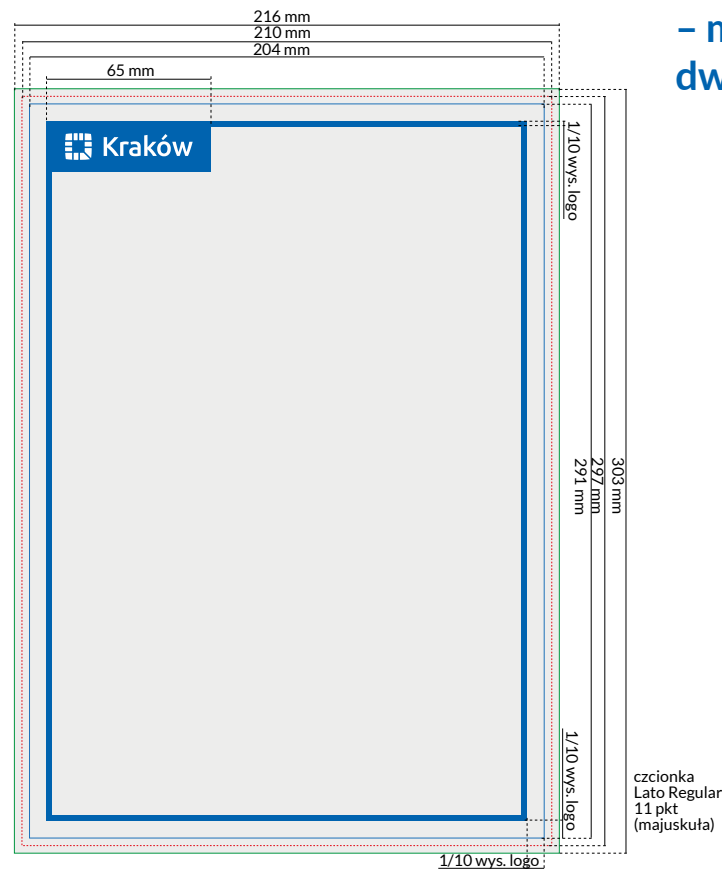 216 mm
210 mm
204 mm
65 mm
Kraków
1/10 wys. logo
303 mm
297 mm
291 mm
1/10 wys. logo
czcionka
Lato Regular
11 pkt
(majuskuła)
1/10 wys. logo